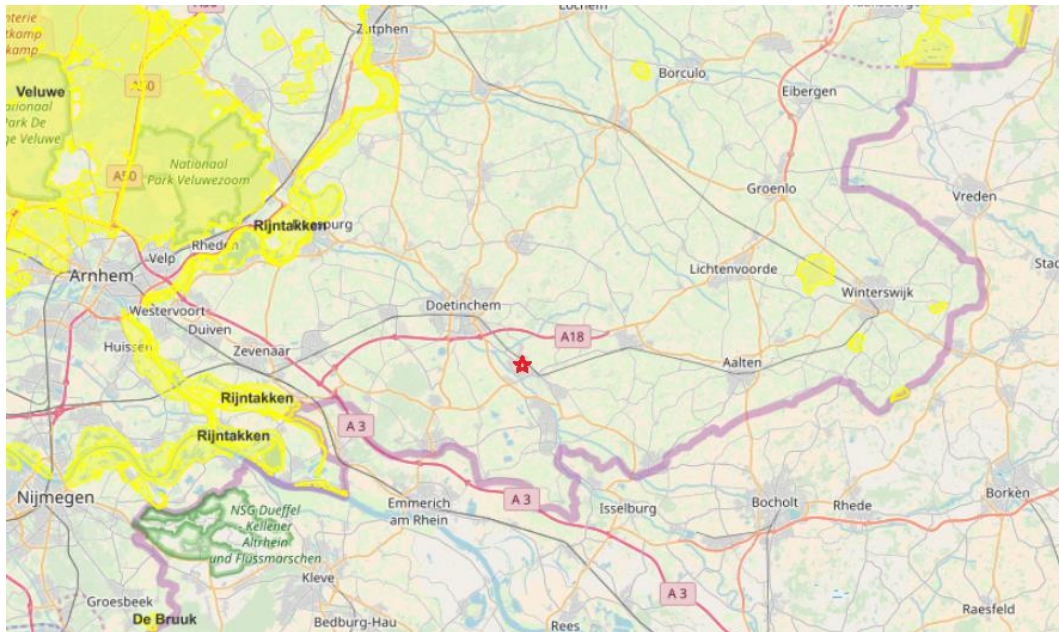 Zutphen
Borculo
Eibergen
A50
Veluwe
Park De
ge Veluwe
Nationaal
Park Veluwezoom
A50
Groenlo
Vreden
Rijntakken
Rheden
Velp
Arnhem
Lichtenvoorde
Winterswijk
Westervoort
Doetinchem
Duiven
Huissen
Zevenaar
A18
Aalten
Rijntakken
A 3
Rijntakken
Nijmegen
Emmerich
am Rhein
A 3
Isselburg
Bocholt
Rhede
Borken
NSG Dueffel
- Kellener
Altrhein
und Flussmarschen
Kleve
A 3
Groesbeek
De Bruuk
Bedburg-Hau
Rees
Raesfeld